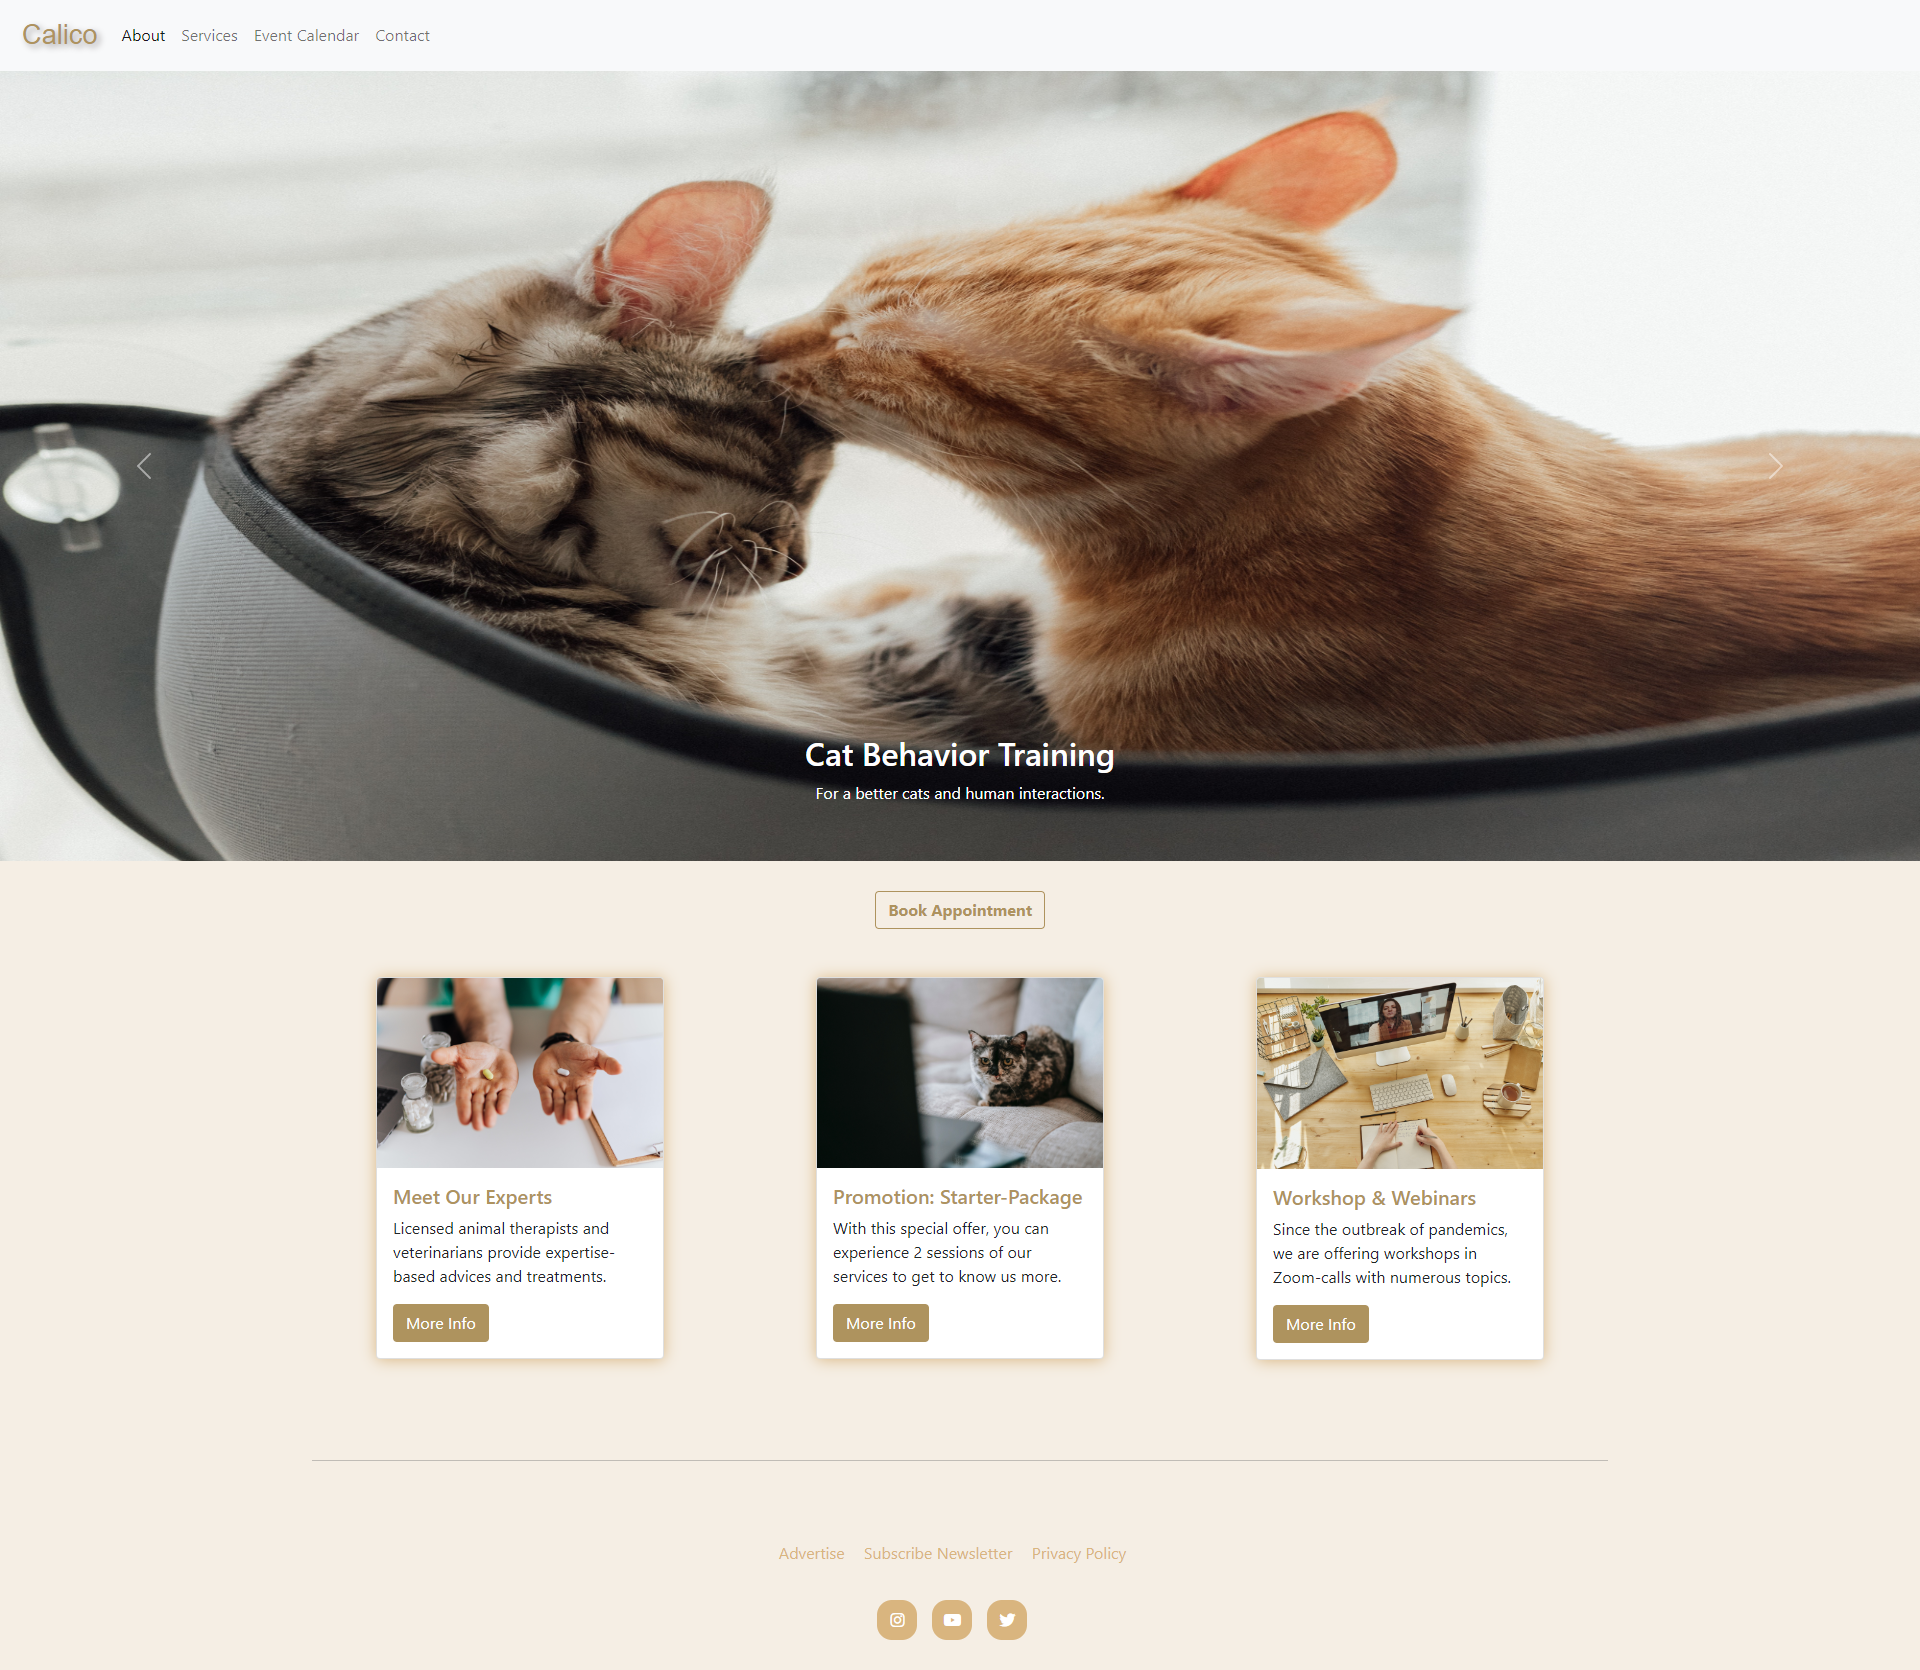 Calico About Services Event Calendar Contact
Cat Behavior Training
For a better cats and human interactions.
Book Appointment
Meet Our Experts
Licensed animal therapists and
veterinarians provide expertise-
based advices and treatments.
More Info
Promotion: Starter-Package
With this special offer, you can
experience 2 sessions of our
services to get to know us more.
More Info
Workshop & Webinars
Since the outbreak of pandemics,
we are offering workshops in
Zoom-calls with numerous topics.
More Info
Advertise Subscribe Newsletter Privacy Policy